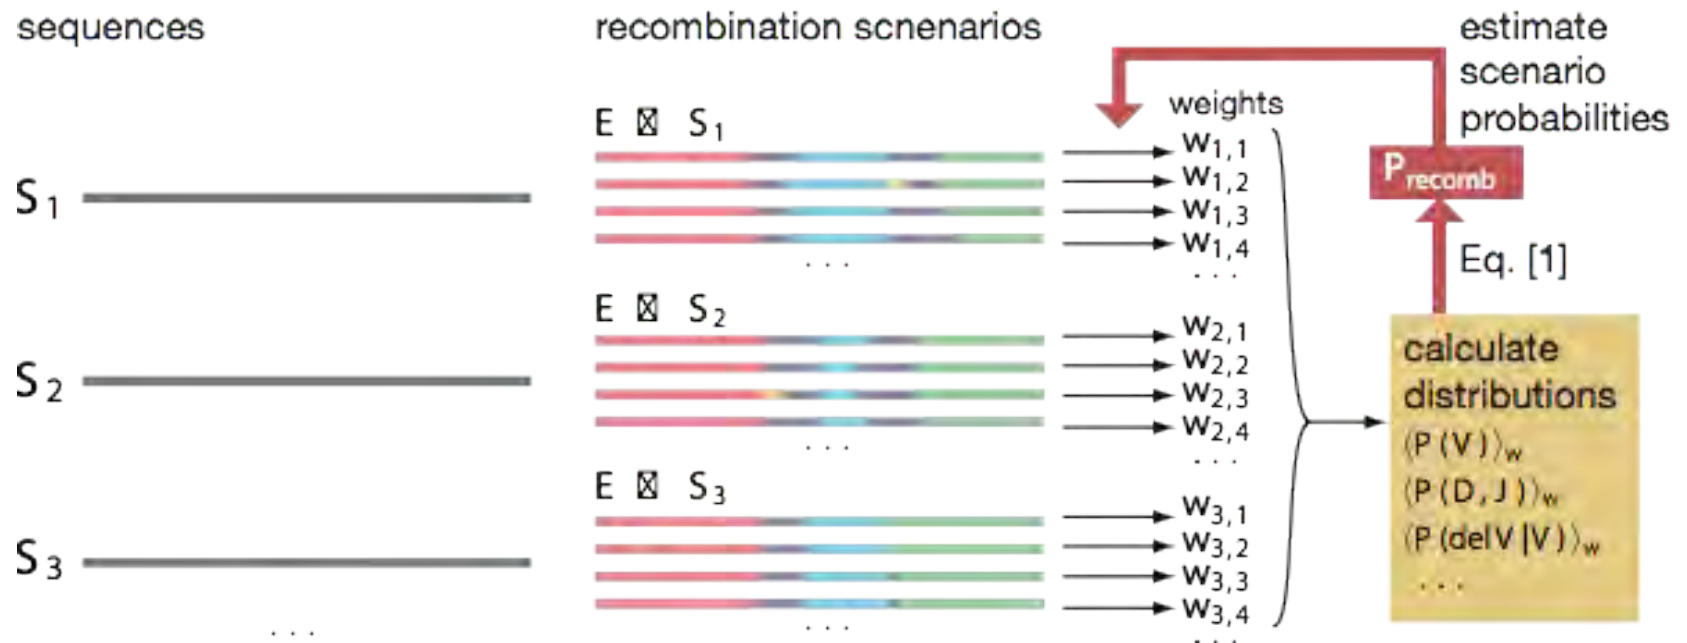 sequences
recombination scnenarios
estimate
scenario
probabilities
weights
E ☒ S1
S1
w1,1
w1,2
w1,3
w1,4
. . .
. . .
Precomb
Eq. [1]
E ☒ S2
S2
w2,1
w2,2
w2,3
w2,4
. . .
. . .
calculate
distributions
⟨P(V)⟩w
⟨P(D,J)⟩w
⟨P(delV|V)⟩w
. . .
E ☒ S3
S3
w3,1
w3,2
w3,3
w3,4
. . .
. . .
. . .